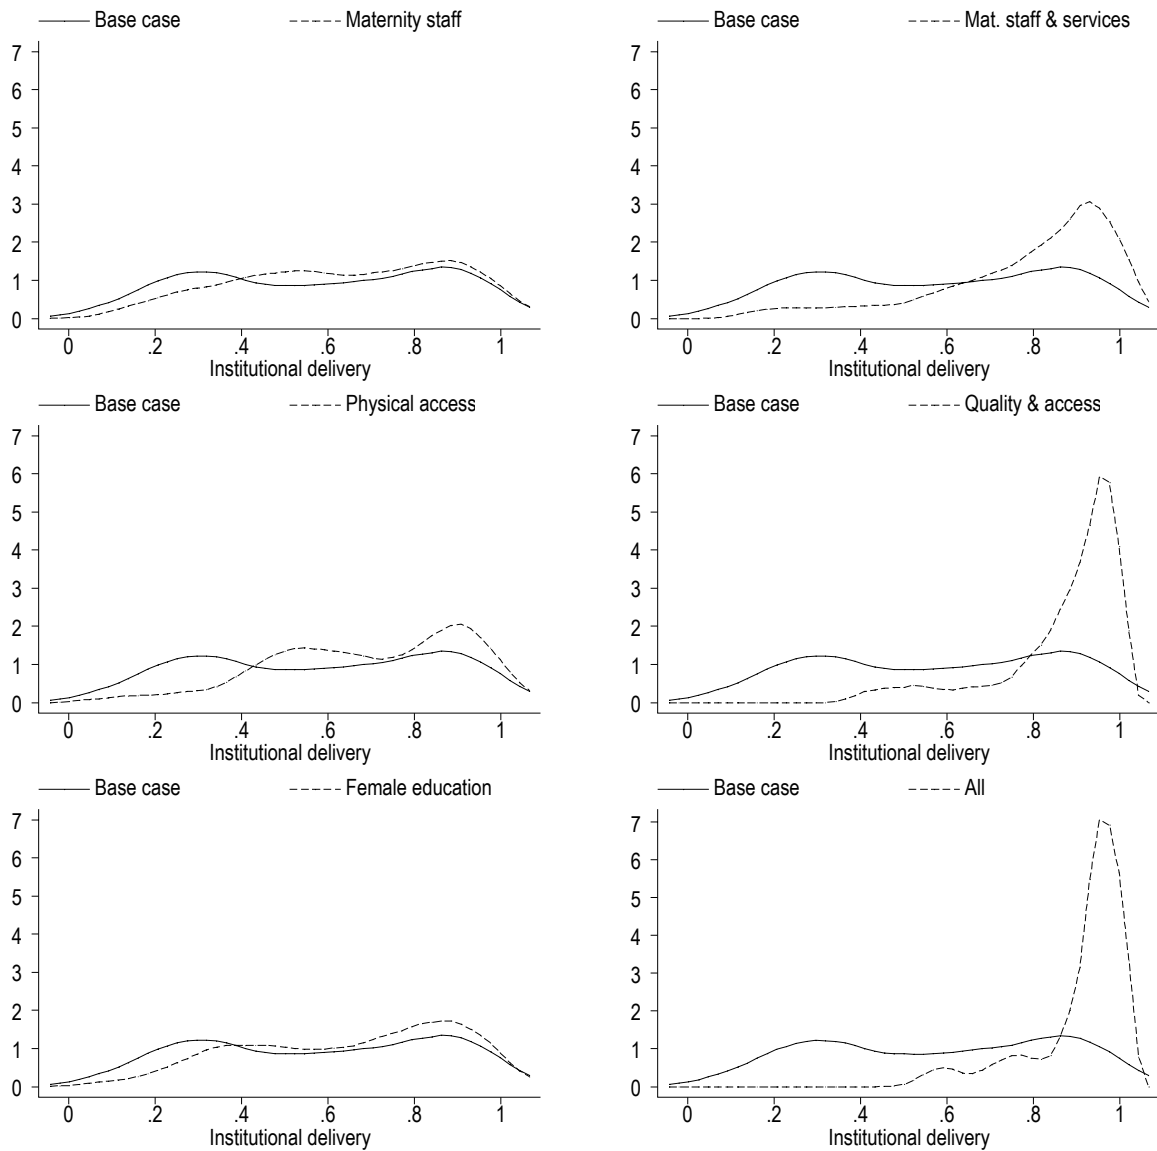 Base case Maternity staff
7
6
5
4
3
2
1
0
0 .2 .4 .6 .8 1
Institutional delivery
Base case Mat. staff & services
7
6
5
4
3
2
1
0
0 .2 .4 .6 .8 1
Institutional delivery
Base case Physical access
7
6
5
4
3
2
1
0
0 .2 .4 .6 .8 1
Institutional delivery
Base case Quality & access
7
6
5
4
3
2
1
0
0 .2 .4 .6 .8 1
Institutional delivery
Base case Female education
7
6
5
4
3
2
1
0
0 .2 .4 .6 .8 1
Institutional delivery
Base case All
7
6
5
4
3
2
1
0
0 .2 .4 .6 .8 1
Institutional delivery